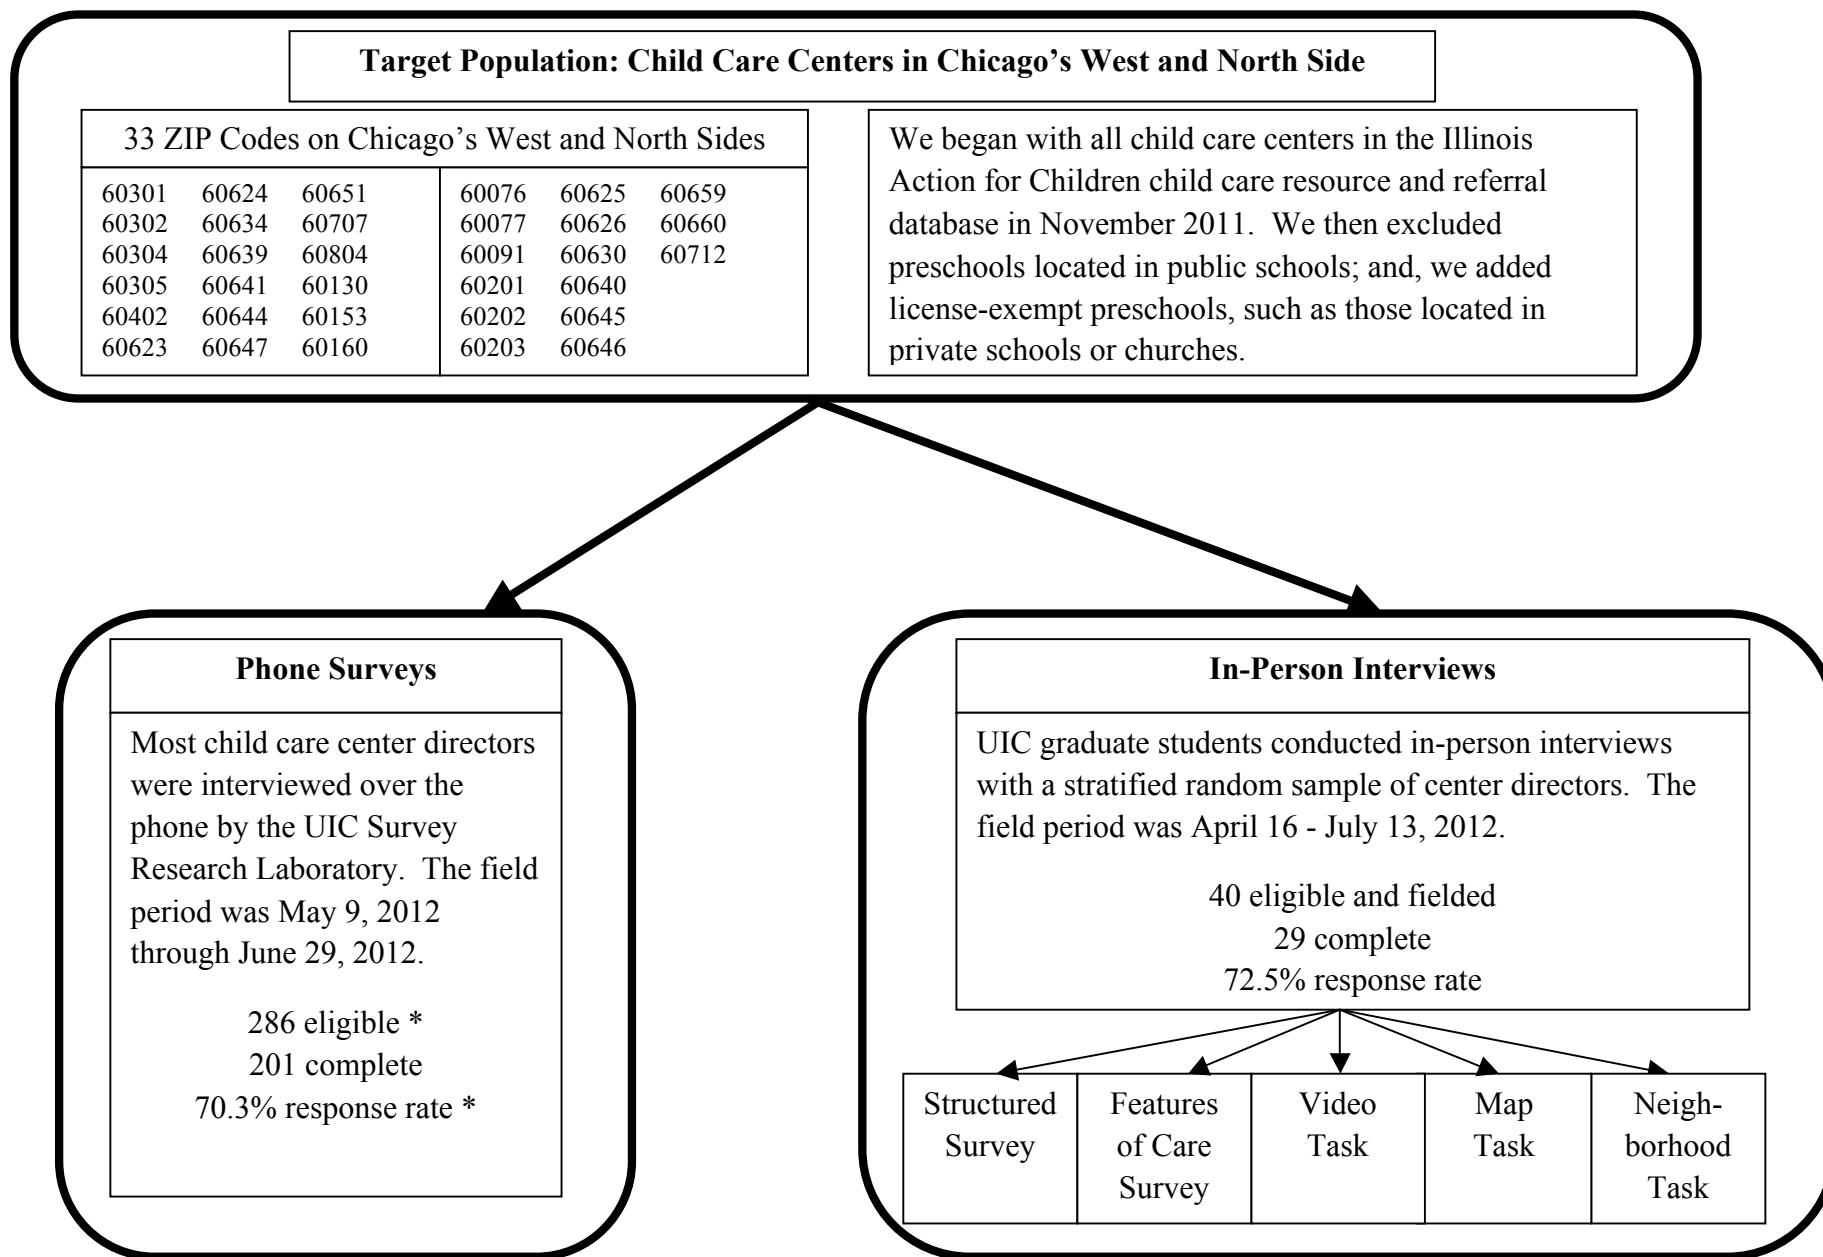 Target Population: Child Care Centers in Chicago’s West and North Side
33 ZIP Codes on Chicago’s West and North Sides
60301 60624 60651
60302 60634 60707
60304 60639 60804
60305 60641 60130
60402 60644 60153
60623 60647 60160
60076 60625 60659
60077 60626 60660
60091 60630 60712
60201 60640
60202 60645
60203 60646
We began with all child care centers in the Illinois
Action for Children child care resource and referral
database in November 2011.  We then excluded
preschools located in public schools; and, we added
license-exempt preschools, such as those located in
private schools or churches.
Phone Surveys
Most child care center directors
were interviewed over the
phone by the UIC Survey
Research Laboratory.  The field
period was May 9, 2012
through June 29, 2012.
286 eligible *
201 complete
70.3% response rate *
In-Person Interviews
UIC graduate students conducted in-person interviews
with a stratified random sample of center directors.  The
field period was April 16 - July 13, 2012.
40 eligible and fielded
29 complete
72.5% response rate
Structured
Survey
Features
of Care
Survey
Video
Task
Map
Task
Neigh-
borhood
Task